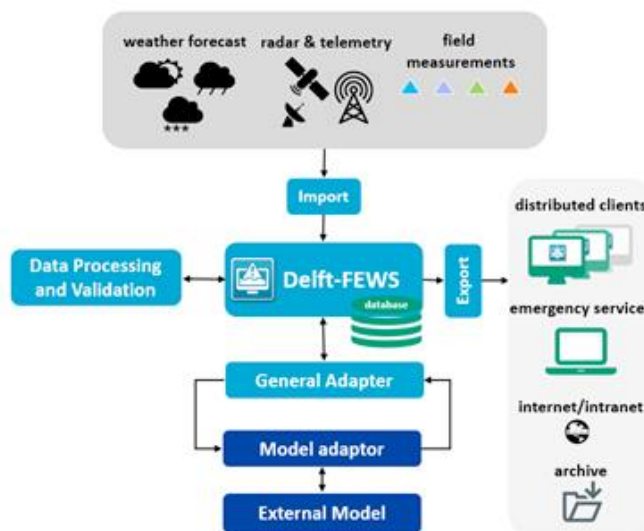 weather forecast
radar & telemetry
field
measurements
Import
distributed clients
Data Processing
and Validation
Delft-FEWS
database
Export
emergency service
General Adapter
internet/intranet
Model adaptor
archive
External Model